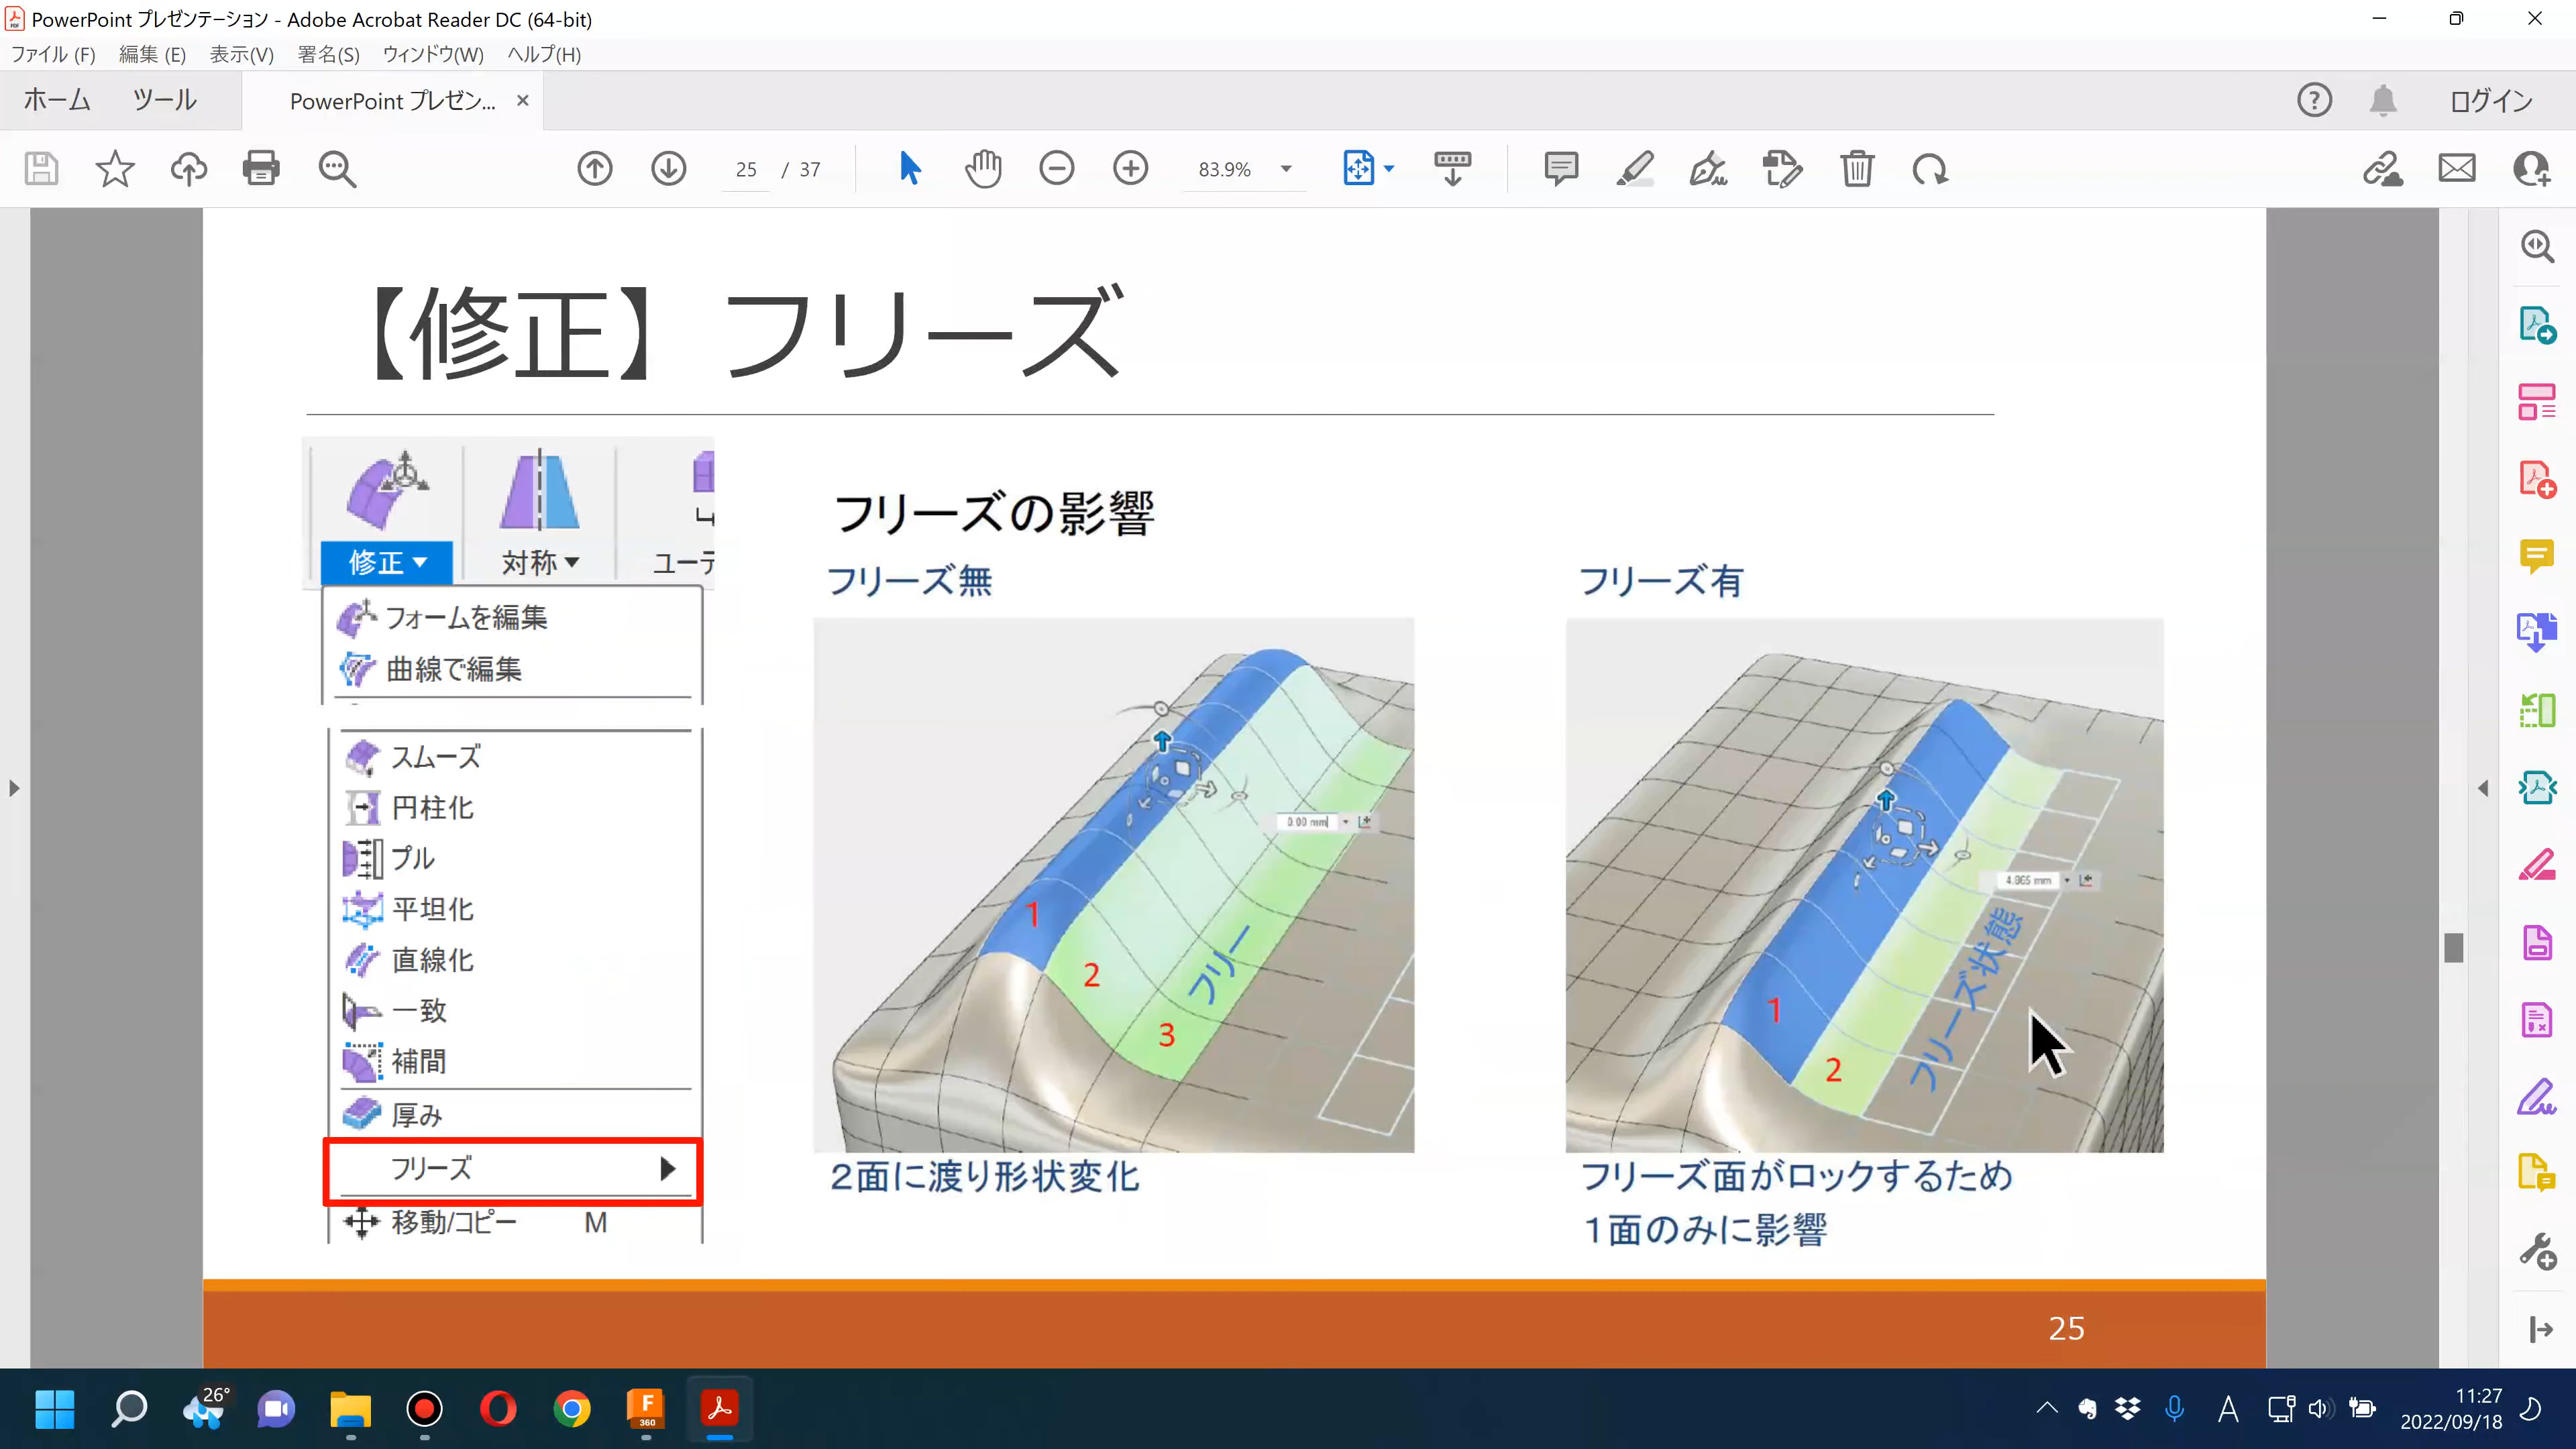 PowerPoint プレゼンテーション - Adobe Acrobat Reader DC (64-bit)
ファイル (F) 編集 (E) 表示(V) 署名(S) ウィンドウ(W) ヘルプ(H)
ホーム ツール PowerPoint プレゼン... ログイン
25 / 37 83.9%
【修正】フリーズ
修正 対称 ユーテ
フォームを編集
曲線で編集
スムーズ
円柱化
プル
平坦化
直線化
一致
補間
厚み
フリーズ
移動/コピー M
フリーズの影響
フリーズ無
0.00 mm
1
2
3
フリー
2面に渡り形状変化
フリーズ有
4.865 mm
1
2
フリーズ状態
フリーズ面がロックするため
1面のみに影響
25
26°
F
360
A
11:27
2022/09/18